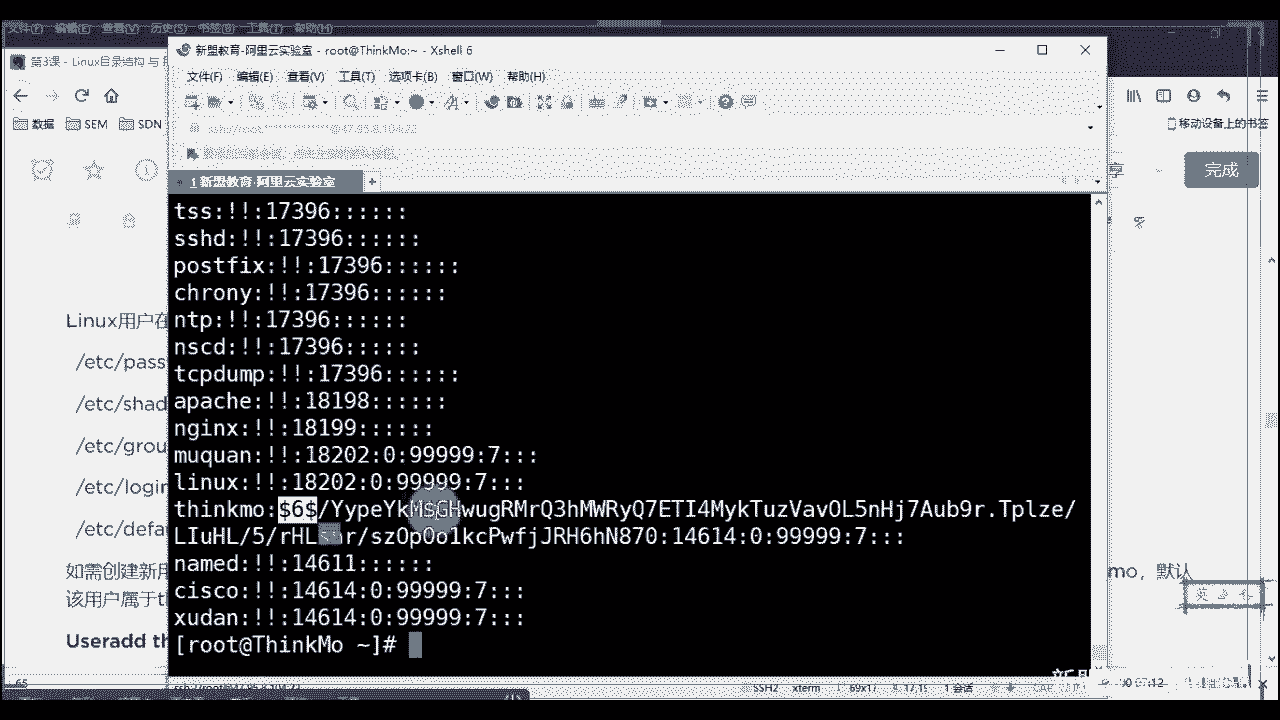 文件(F) 编辑(E) 查看(V) 历史(S) 书签(B) 工具(T) 帮助(H)
新盟教育-阿里云实验室 - root@ThinkMo:~ - Xshell 6
第3课 - Linux目录结构 与
文件(F) 编辑(E) 查看(V) 工具(T) 选项卡(B) 窗口(W) 帮助(H)
数据 SEM SDN
移动设备上的书签
完成
1 新盟教育-阿里云实验室
tss:!!:17396::::::
sshd:!!:17396::::::
postfix:!!:17396::::::
chrony:!!:17396::::::
ntp:!!:17396::::::
nscd:!!:17396::::::
tcpdump:!!:17396::::::
apache:!!:18198::::::
nginx:!!:18199::::::
muquan:!!:18202:0:99999:7:::
linux:!!:18202:0:99999:7:::
thinkmo:$6$/YypeYkM$GHwugRMrQ3hMWRyQ7ETI4MykTuzVavOL5nHj7Aub9r.Tplze/
:14614:0:99999:7:::
named:!!:14611::::::
cisco:!!:14614:0:99999:7:::
xudan:!!:14614:0:99999:7:::
[root@ThinkMo ~]#
Linux用户在
/etc/pass
/etc/shad
/etc/grou
/etc/login
/etc/defa
如需创建新用
mo，默认
该用户属于th
Useradd th
SSH2 xterm 69x17 17,19 1 会话